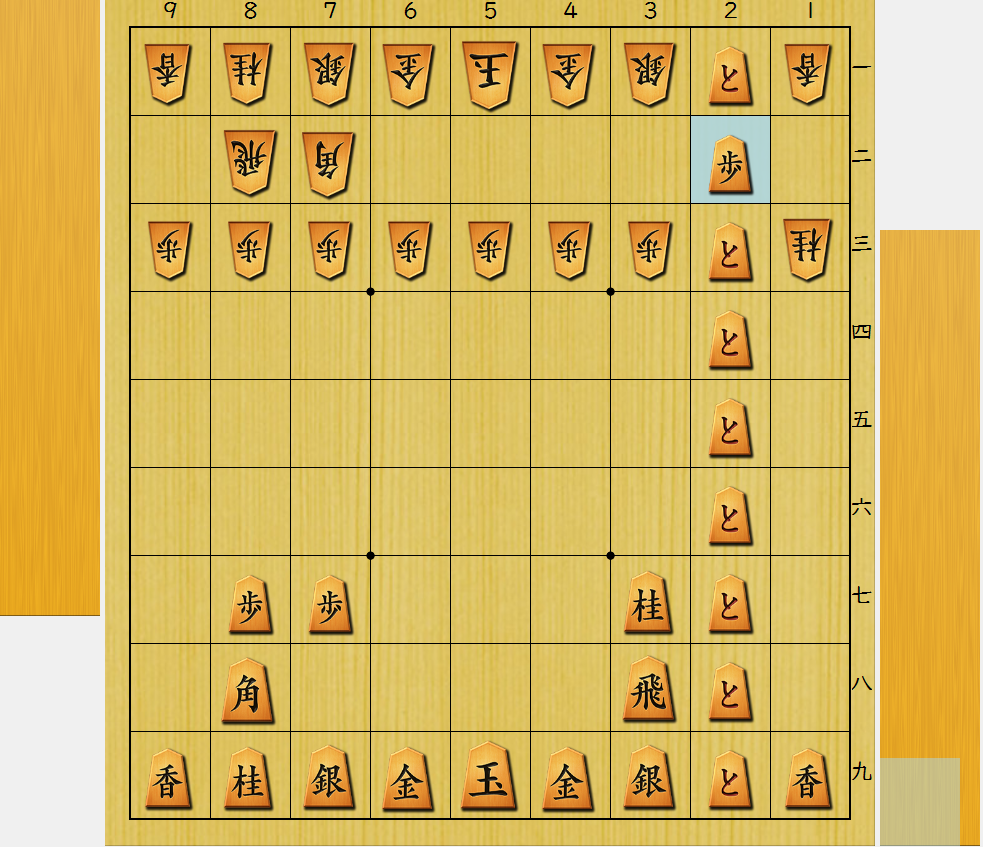 9 8 7 6 5 4 3 2 1
香 桂 銀 金 王 金 銀 と 香 一
飛 角 歩 二
歩 歩 歩 歩 歩 歩 歩 と 桂 三
と 四
と 五
と 六
歩 歩 桂 と 七
角 飛 と 八
香 桂 銀 金 玉 金 銀 と 香 九